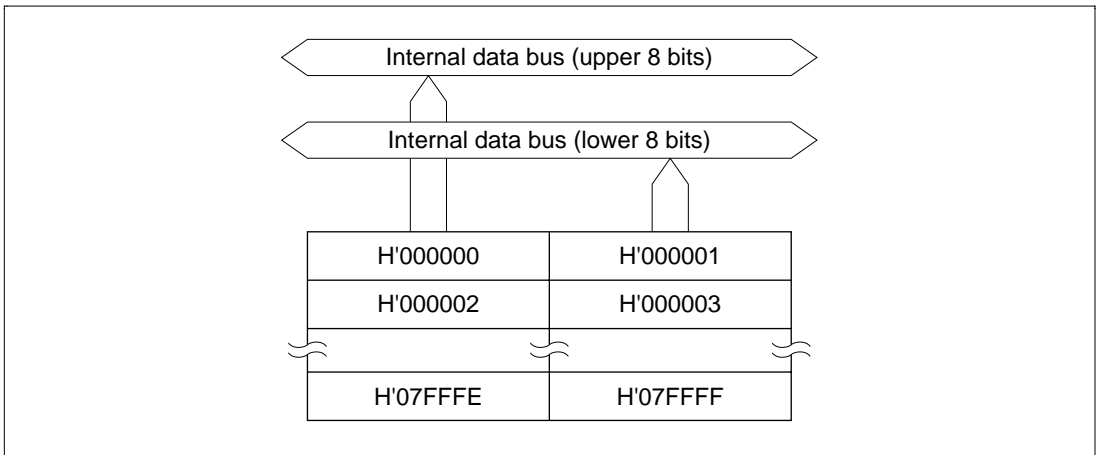 Internal data bus (upper 8 bits)
Internal data bus (lower 8 bits)
H'000000 H'000001
H'000002 H'000003
H'07FFFE H'07FFFF